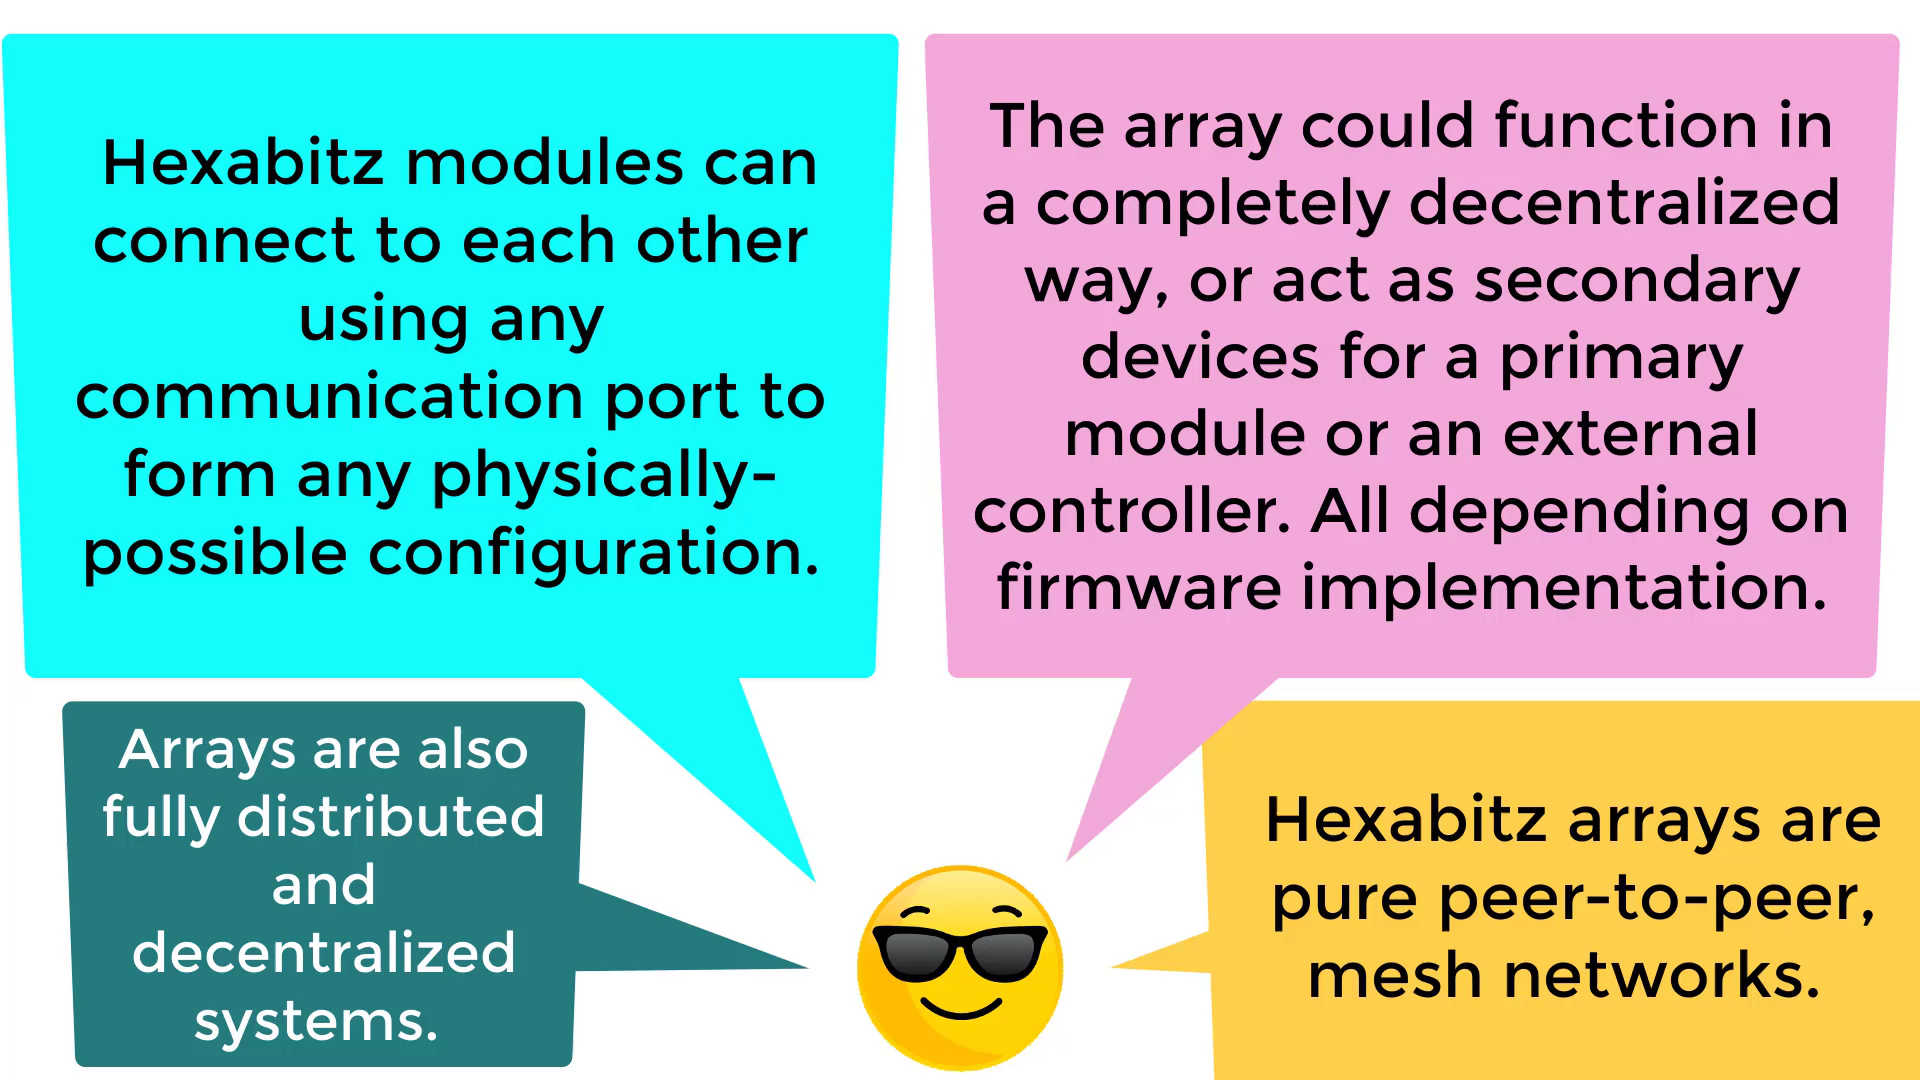 Hexabitz modules can
connect to each other
using any
communication port to
form any physically-
possible configuration.
The array could function in
a completely decentralized
way, or act as secondary
devices for a primary
module or an external
controller. All depending on
firmware implementation.
Arrays are also
fully distributed
and
decentralized
systems.
Hexabitz arrays are
pure peer-to-peer,
mesh networks.